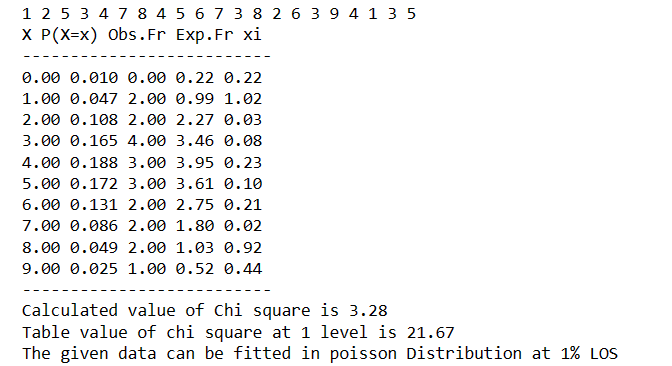 1 2 5 3 4 7 8 4 5 6 7 3 8 2 6 3 9 4 1 3 5
X P(X=x) Obs.Fr Exp.Fr xi
--------------------------
0.00 0.010 0.00 0.22 0.22
1.00 0.047 2.00 0.99 1.02
2.00 0.108 2.00 2.27 0.03
3.00 0.165 4.00 3.46 0.08
4.00 0.188 3.00 3.95 0.23
5.00 0.172 3.00 3.61 0.10
6.00 0.131 2.00 2.75 0.21
7.00 0.086 2.00 1.80 0.02
8.00 0.049 2.00 1.03 0.92
9.00 0.025 1.00 0.52 0.44
--------------------------
Calculated value of Chi square is 3.28
Table value of chi square at 1 level is 21.67
The given data can be fitted in poisson Distribution at 1% LOS